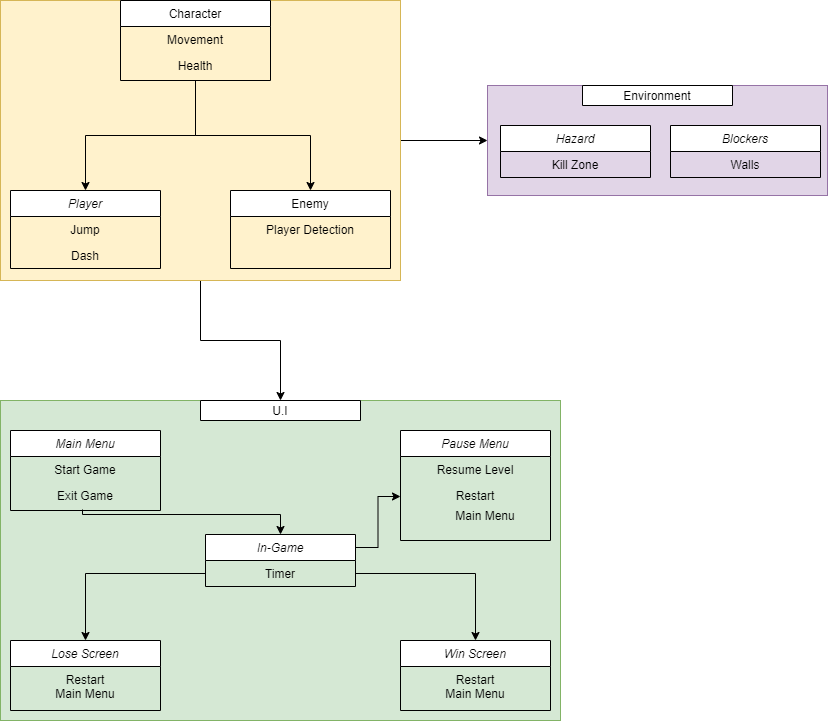 Character
Movement
Health
Player
Jump
Dash
Enemy
Player Detection
Environment
Hazard
Kill Zone
Blockers
Walls
U.I
Main Menu
Start Game
Exit Game
Pause Menu
Resume Level
Restart
Main Menu
In-Game
Timer
Lose Screen
Restart
Main Menu
Win Screen
Restart
Main Menu